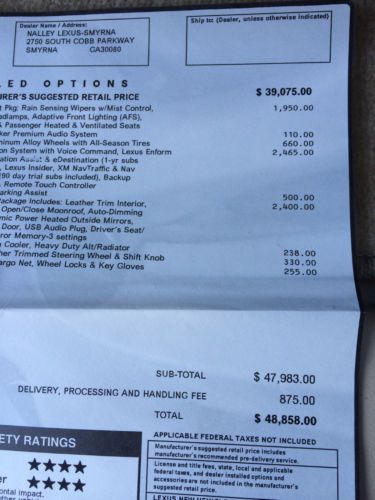 Dealer Name / Address:
NALLEY LEXUS-SMYRNA
2750 SOUTH COBB PARKWAY
SMYRNA GA30080
Ship to: (Dealer, unless otherwise indicated)
LED OPTIONS
URER'S SUGGESTED RETAIL PRICE $ 39,075.00
t Pkg: Rain Sensing Wipers w/Mist Control, 1,950.00
adlamps, Adaptive Front Lighting (AFS),
& Passenger Heated & Ventilated Seats
ker Premium Audio System 110.00
minum Alloy Wheels with All-Season Tires 660.00
on System with Voice Command, Lexus Enform 2,465.00
ation Assist & eDestination (1-yr subs
, Lexus Insider, XM NavTraffic & Nav
(90 day trial subs included), Backup
Remote Touch Controller
arking Assist 500.00
Package Includes: Leather Trim Interior, 2,400.00
Open/Close Moonroof, Auto-Dimming
mic Power Heated Outside Mirrors,
Door, USB Audio Plug, Driver's Seat/
rror Memory-3 settings
n Cooler, Heavy Duty Alt/Radiator 238.00
her Trimmed Steering Wheel & Shift Knob 330.00
argo Net, Wheel Locks & Key Gloves 255.00
SUB-TOTAL $ 47,983.00
DELIVERY, PROCESSING AND HANDLING FEE 875.00
TOTAL $ 48,858.00
APPLICABLE FEDERAL TAXES NOT INCLUDED
ETY RATINGS
Manufacturer's suggested retail price includes
manufacturer's recommended pre-delivery service.
License and title fees, state, local and applicable
federal taxes, and dealer installed options and
accessories are not included in the manufacturer's
suggested retail price.
★★★★
ontal impact.
er ★★★★